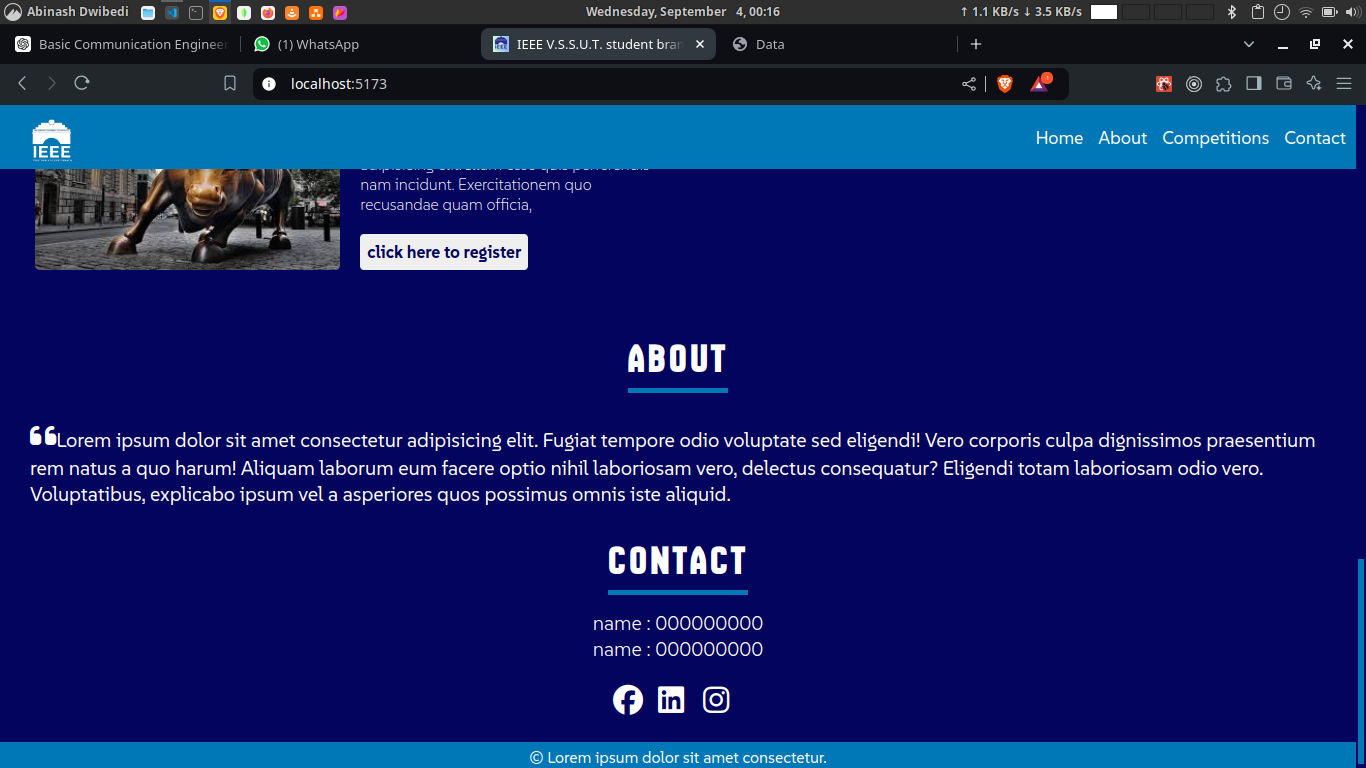 Abinash Dwibedi
Wednesday, September 4, 00:16
↑ 1.1 KB/s ↓ 3.5 KB/s
Basic Communication Engineer
(1) WhatsApp
IEEE V.S.S.U.T. student bran
Data
localhost:5173
1
IEEE
Home About Competitions Contact
nam incidunt. Exercitationem quo
recusandae quam officia,
click here to register
ABOUT
❝Lorem ipsum dolor sit amet consectetur adipisicing elit. Fugiat tempore odio voluptate sed eligendi! Vero corporis culpa dignissimos praesentium
rem natus a quo harum! Aliquam laborum eum facere optio nihil laboriosam vero, delectus consequatur? Eligendi totam laboriosam odio vero.
Voluptatibus, explicabo ipsum vel a asperiores quos possimus omnis iste aliquid.
CONTACT
name : 000000000
name : 000000000
© Lorem ipsum dolor sit amet consectetur.